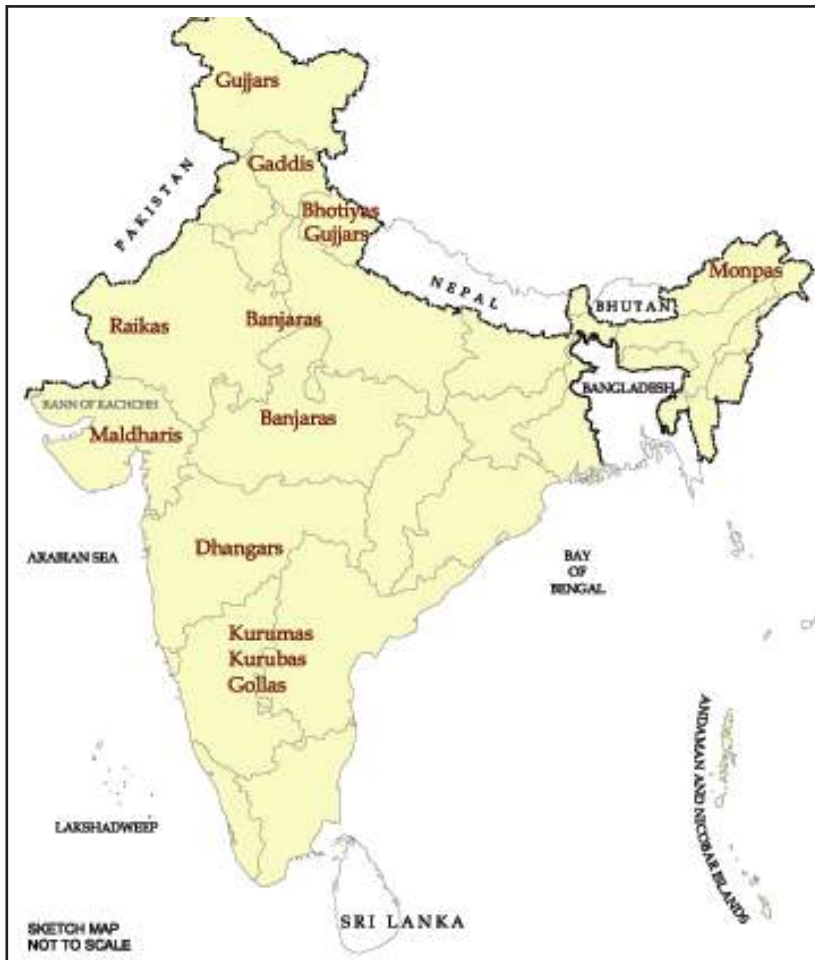 Gujjars
Gaddis
PAKISTAN
Bhotiyas
Gujjars
NEPAL
BHUTAN
Monpas
Raikas
Banjaras
BANGLADESH
RANN OF KACHCHH
Maldharis
Banjaras
ARABIAN SEA
Dhangars
BAY
OF
BENGAL
Kurumas
Kurubas
Gollas
ANDAMAN AND NICOBAR ISLANDS
LAKSHADWEEP
SRI LANKA
SKETCH MAP
NOT TO SCALE